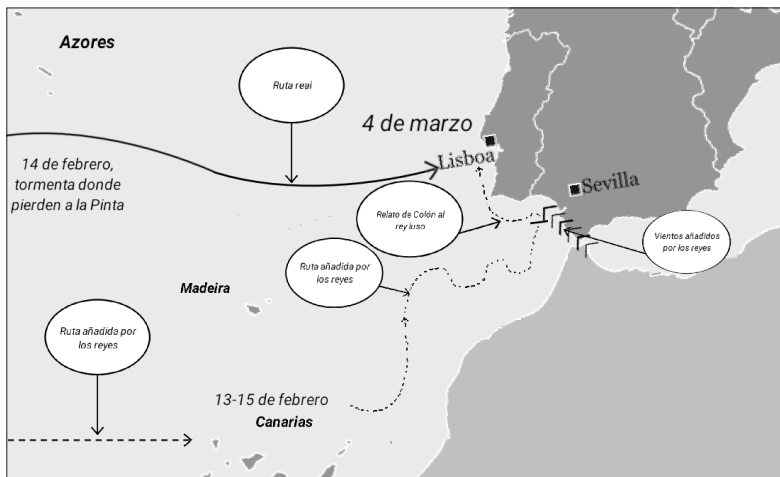 Azores
Ruta real
4 de marzo
Lisboa
14 de febrero,
tormenta donde
pierden a la Pinta
Sevilla
Relato de Colón al
rey luso
Vientos añadidos
por los reyes
Ruta añadida por
los reyes
Madeira
Ruta añadida por
los reyes
13-15 de febrero
Canarias